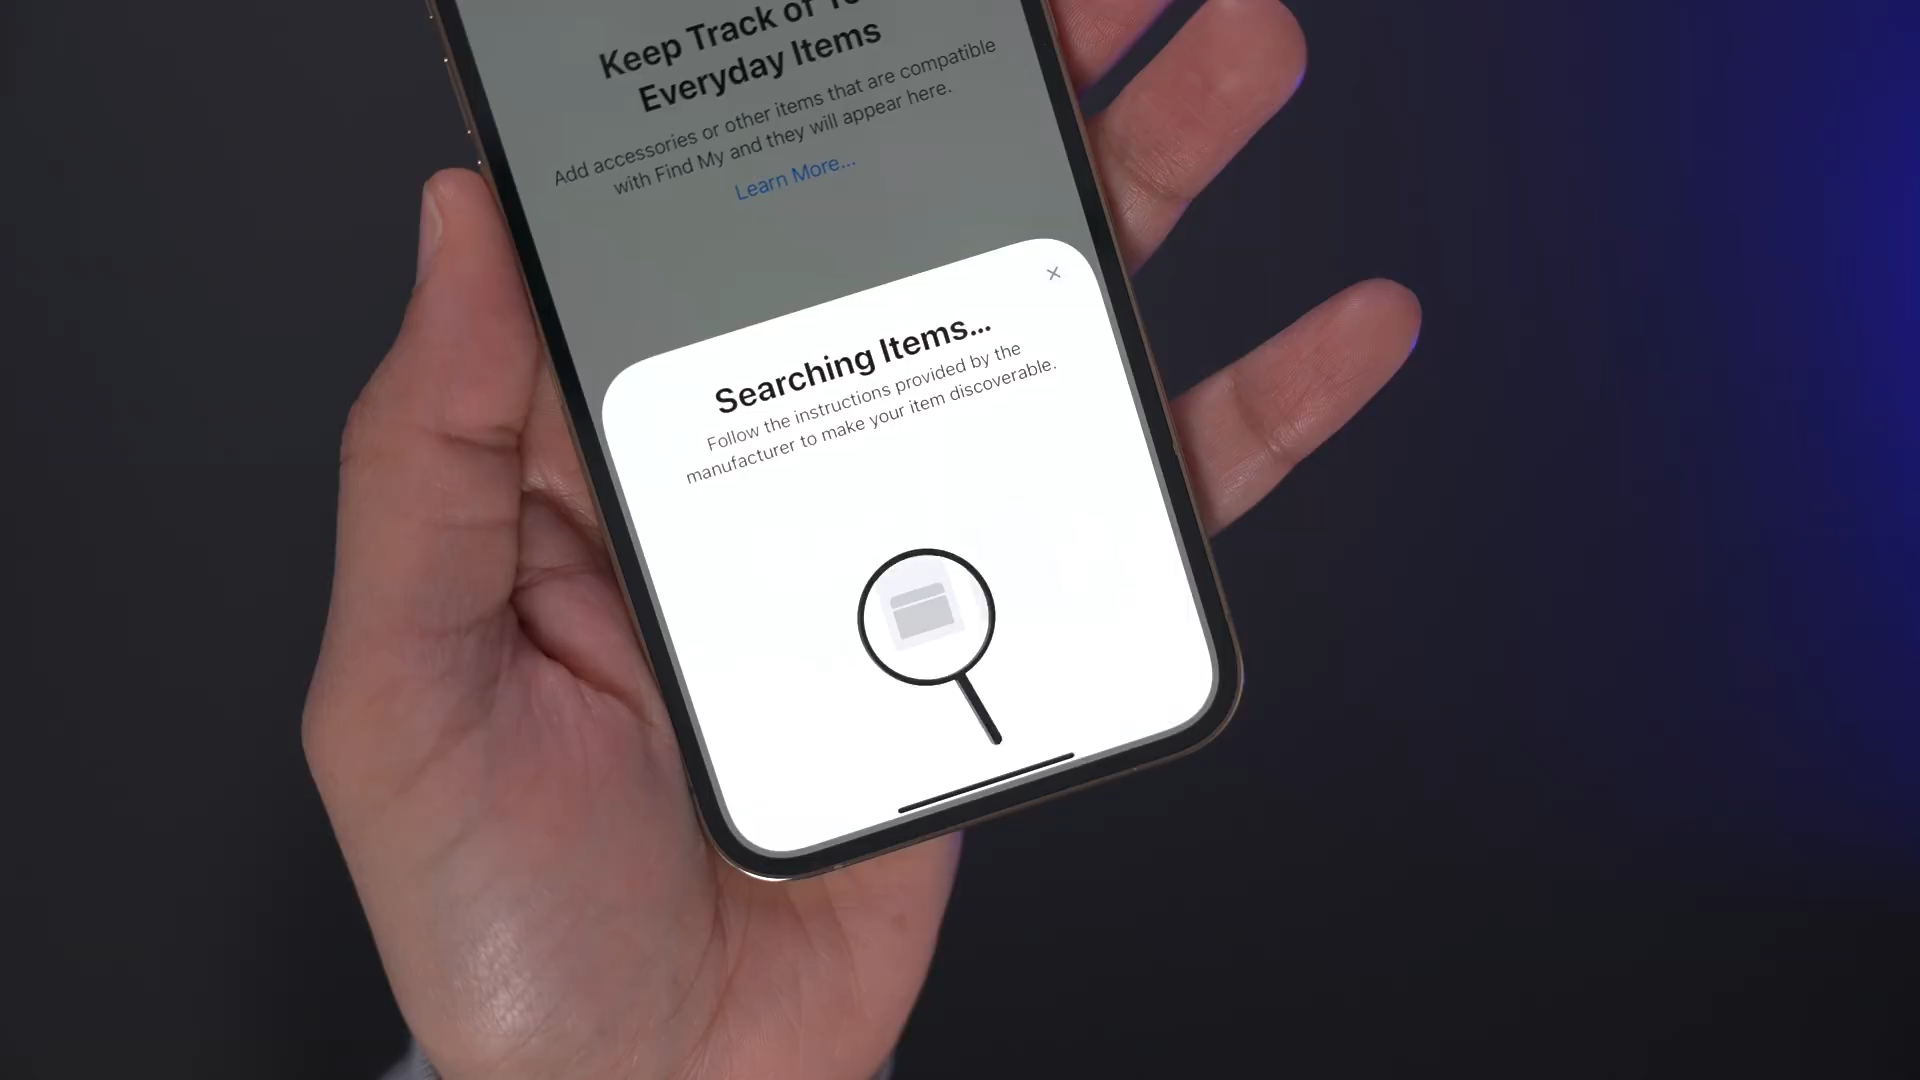 Keep Track of
Everyday Items
Add accessories or other items that are compatible
with Find My and they will appear here.
Learn More...
Searching Items...
Follow the instructions provided by the
manufacturer to make your item discoverable.